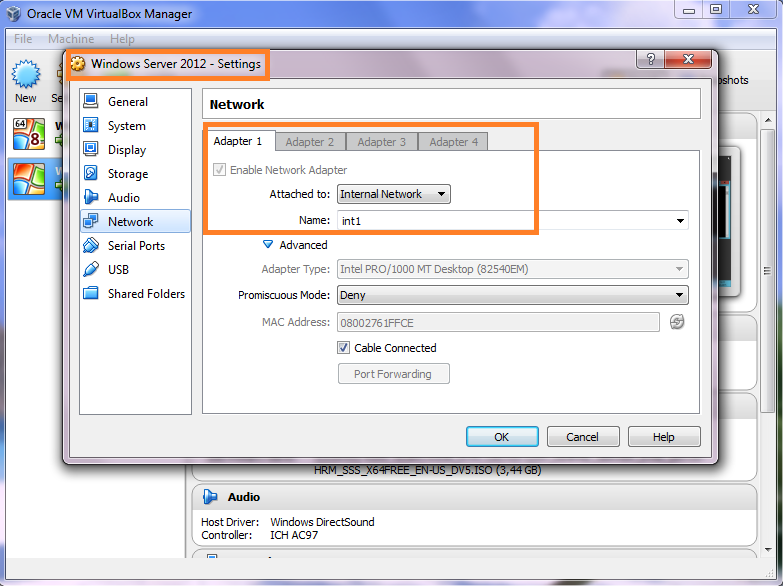 Oracle VM VirtualBox Manager
File Machine Help
New
Se
pshots
64
8
W
W
Windows Server 2012 - Settings
?
General
System
Display
Storage
Audio
Network
Serial Ports
USB
Shared Folders
Network
Adapter 1 Adapter 2 Adapter 3 Adapter 4
Enable Network Adapter
Attached to: Internal Network
Name: int1
Advanced
Adapter Type: Intel PRO/1000 MT Desktop (82540EM)
Promiscuous Mode: Deny
MAC Address: 08002761FFCE
Cable Connected
Port Forwarding
OK Cancel Help
HRM_SSS_X64FREE_EN-US_DV5.ISO (3,44 GB)
Audio
Host Driver: Windows DirectSound
Controller: ICH AC97